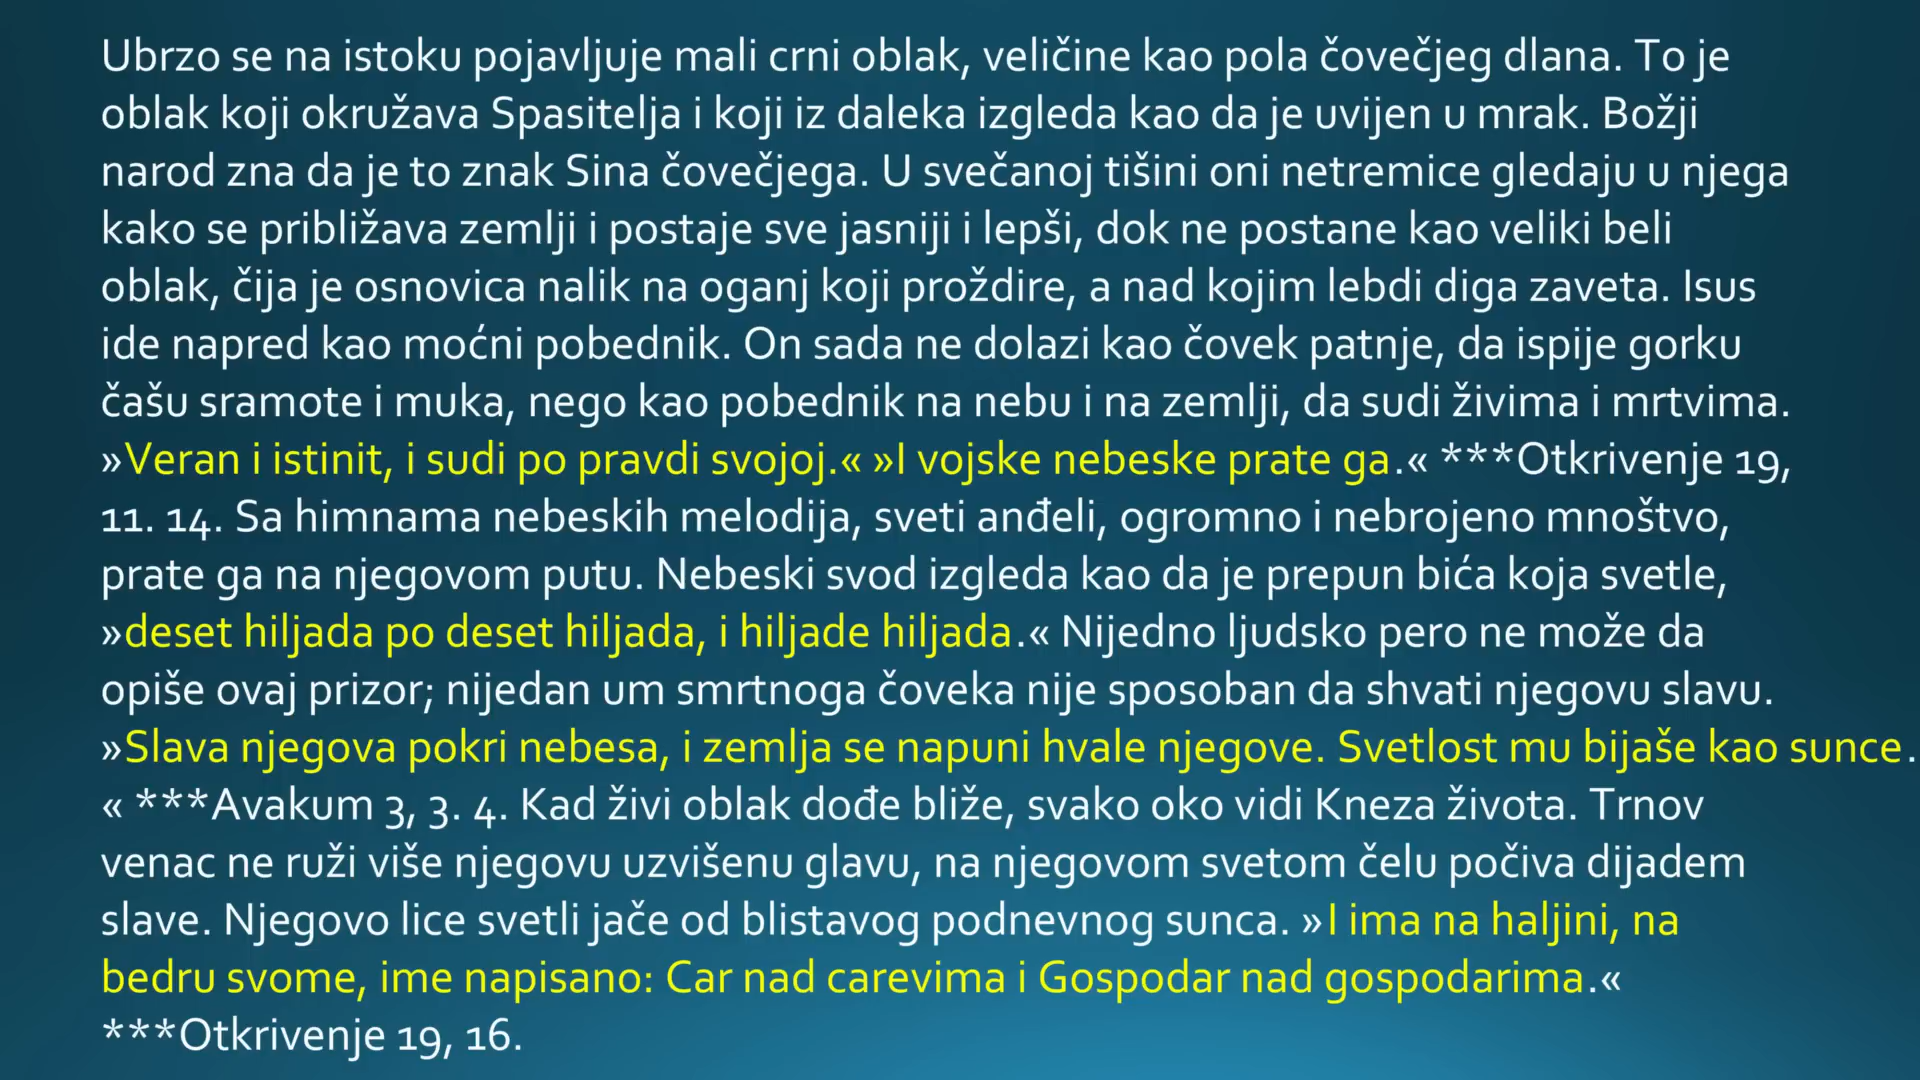 Ubrzo se na istoku pojavljuje mali crni oblak, veličine kao pola čovečjeg dlana. To je
oblak koji okružava Spasitelja i koji iz daleka izgleda kao da je uvijen u mrak. Božji
narod zna da je to znak Sina čovečjega. U svečanoj tišini oni netremice gledaju u njega
kako se približava zemlji i postaje sve jasniji i lepši, dok ne postane kao veliki beli
oblak, čija je osnovica nalik na oganj koji proždire, a nad kojim lebdi diga zaveta. Isus
ide napred kao moćni pobednik. On sada ne dolazi kao čovek patnje, da ispije gorku
čašu sramote i muka, nego kao pobednik na nebu i na zemlji, da sudi živima i mrtvima.
»Veran i istinit, i sudi po pravdi svojoj.« »I vojske nebeske prate ga.« ***Otkrivenje 19,
11. 14. Sa himnama nebeskih melodija, sveti anđeli, ogromno i nebrojeno mnoštvo,
prate ga na njegovom putu. Nebeski svod izgleda kao da je prepun bića koja svetle,
»deset hiljada po deset hiljada, i hiljade hiljada.« Nijedno ljudsko pero ne može da
opiše ovaj prizor; nijedan um smrtnoga čoveka nije sposoban da shvati njegovu slavu.
»Slava njegova pokri nebesa, i zemlja se napuni hvale njegove. Svetlost mu bijaše kao sunce.
« ***Avakum 3, 3. 4. Kad živi oblak dođe bliže, svako oko vidi Kneza života. Trnov
venac ne ruži više njegovu uzvišenu glavu, na njegovom svetom čelu počiva dijadem
slave. Njegovo lice svetli jače od blistavog podnevnog sunca. »I ima na haljini, na
bedru svome, ime napisano: Car nad carevima i Gospodar nad gospodarima.«
***Otkrivenje 19, 16.